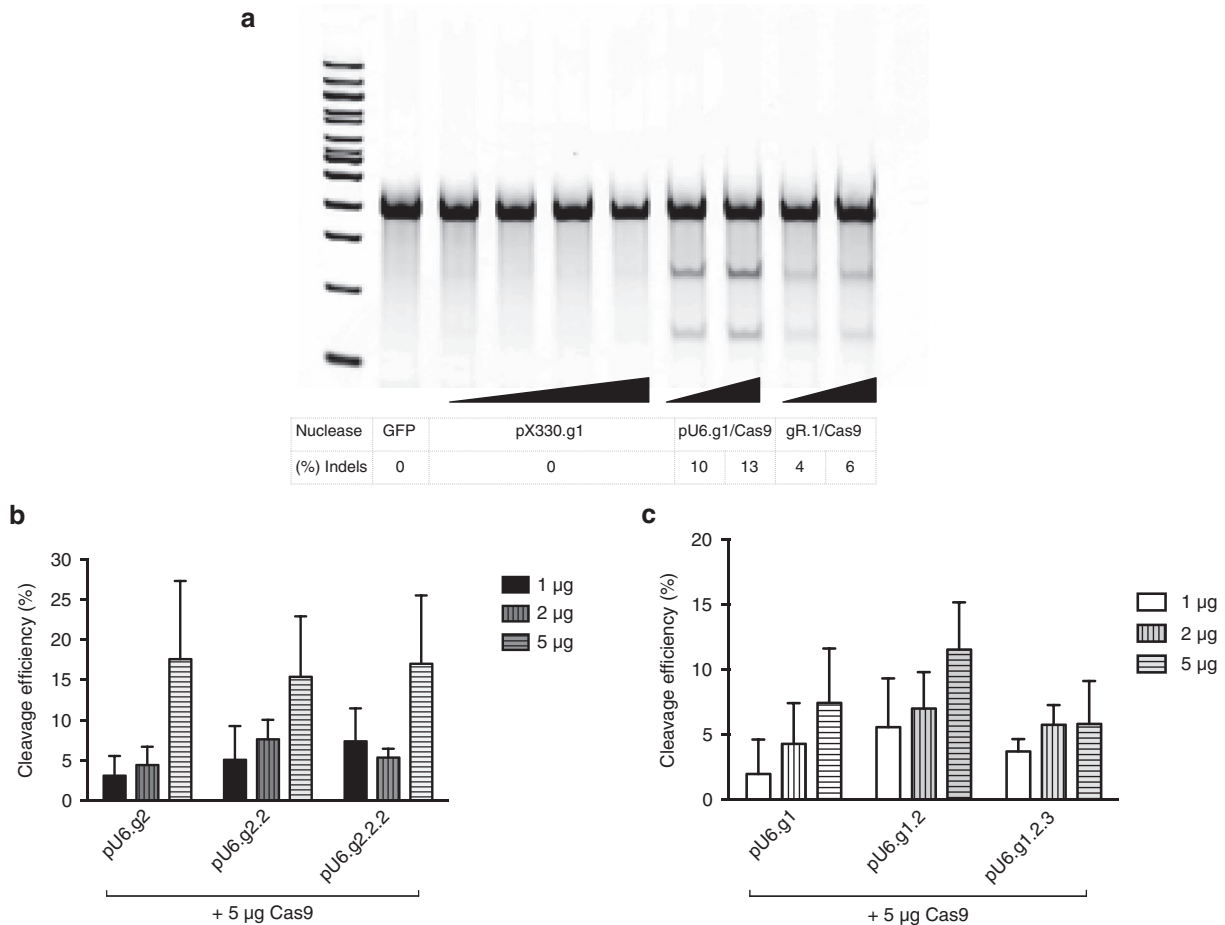 a
Nuclease GFP pX330.g1 pU6.g1/Cas9 gR.1/Cas9
(%) Indels 0 0 10 13 4 6
b
Cleavage efficiency (%)
30
25
20
15
10
5
0
1 µg
2 µg
5 µg
pU6.g2
pU6.g2.2
pU6.g2.2.2
+ 5 µg Cas9
c
Cleavage efficiency (%)
20
15
10
5
0
1 µg
2 µg
5 µg
pU6.g1
pU6.g1.2
pU6.g1.2.3
+ 5 µg Cas9